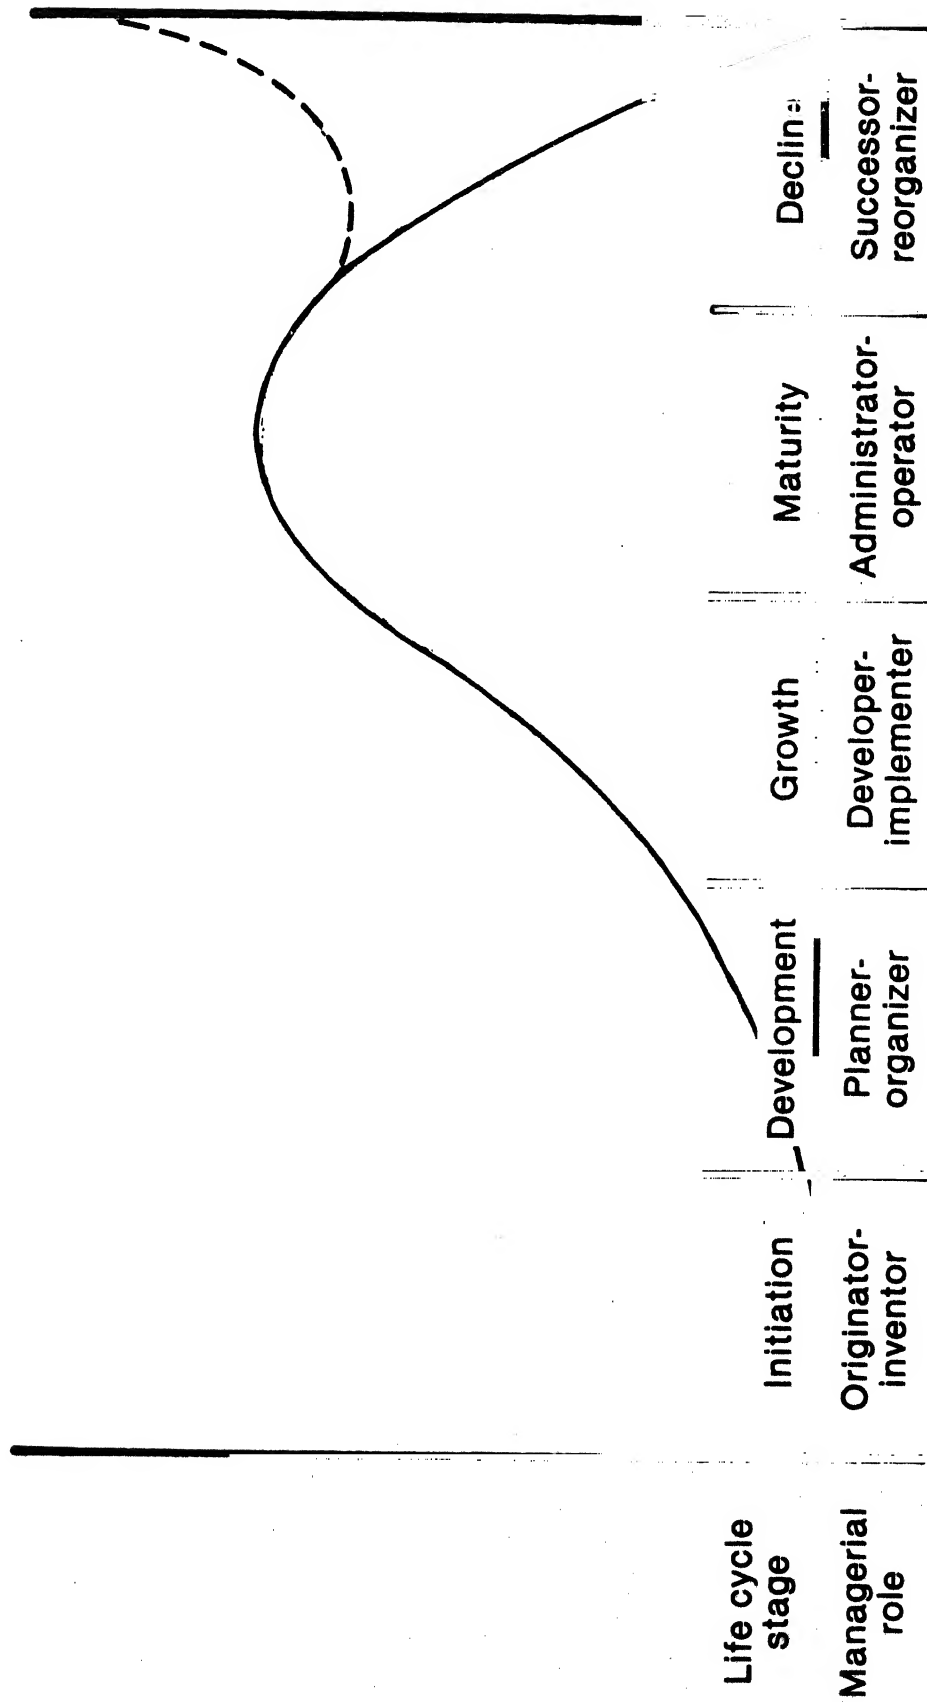 Life cycle
stage
Initiation
Development
Growth
Maturity
Decline
Managerial
role
Originator-
inventor
Planner-
organizer
Developer-
implementer
Administrator-
operator
Successor-
reorganizer